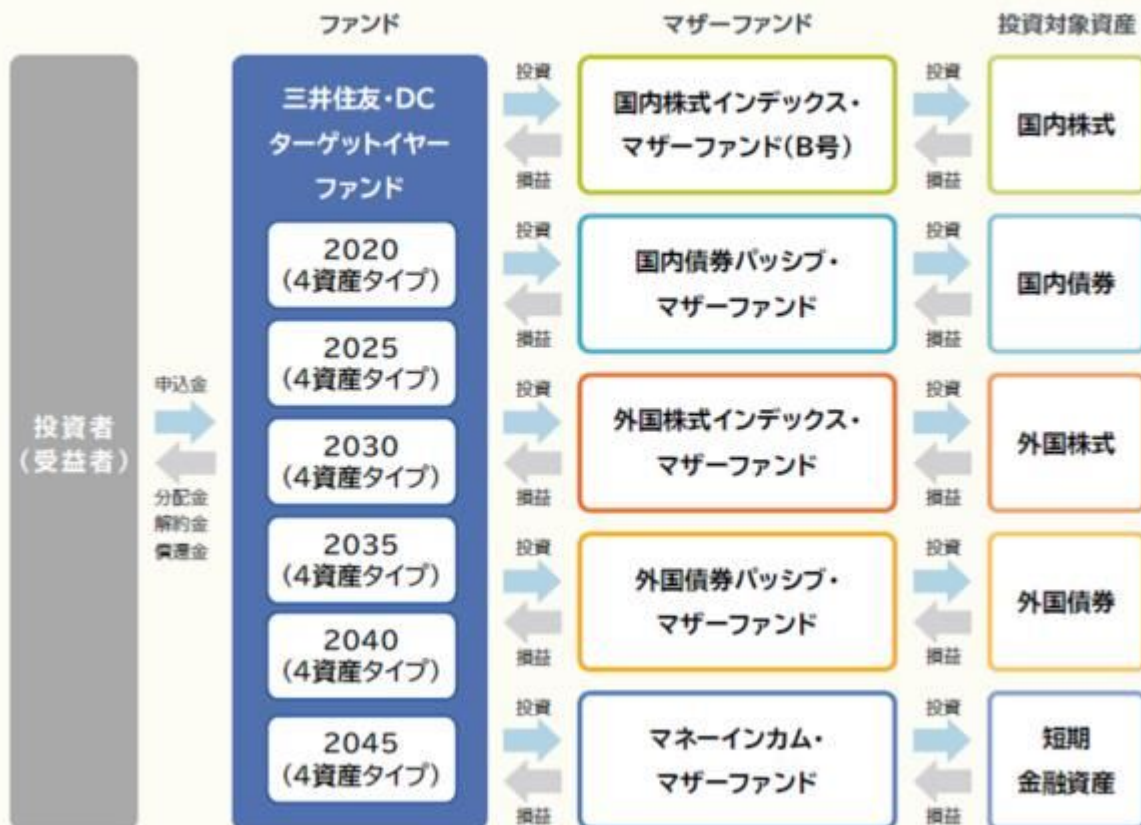 ファンド
マザーファンド
投資対象資産
投資者
(受益者)
申込金
分配金
解約金
償還金
三井住友・DC
ターゲットイヤー
ファンド
2020
(4資産タイプ)
2025
(4資産タイプ)
2030
(4資産タイプ)
2035
(4資産タイプ)
2040
(4資産タイプ)
2045
(4資産タイプ)
投資
損益
国内株式インデックス・
マザーファンド(B号)
投資
損益
国内株式
投資
損益
国内債券パッシブ・
マザーファンド
投資
損益
国内債券
投資
損益
外国株式インデックス・
マザーファンド
投資
損益
外国株式
投資
損益
外国債券パッシブ・
マザーファンド
投資
損益
外国債券
投資
損益
マネーインカム・
マザーファンド
投資
損益
短期
金融資産